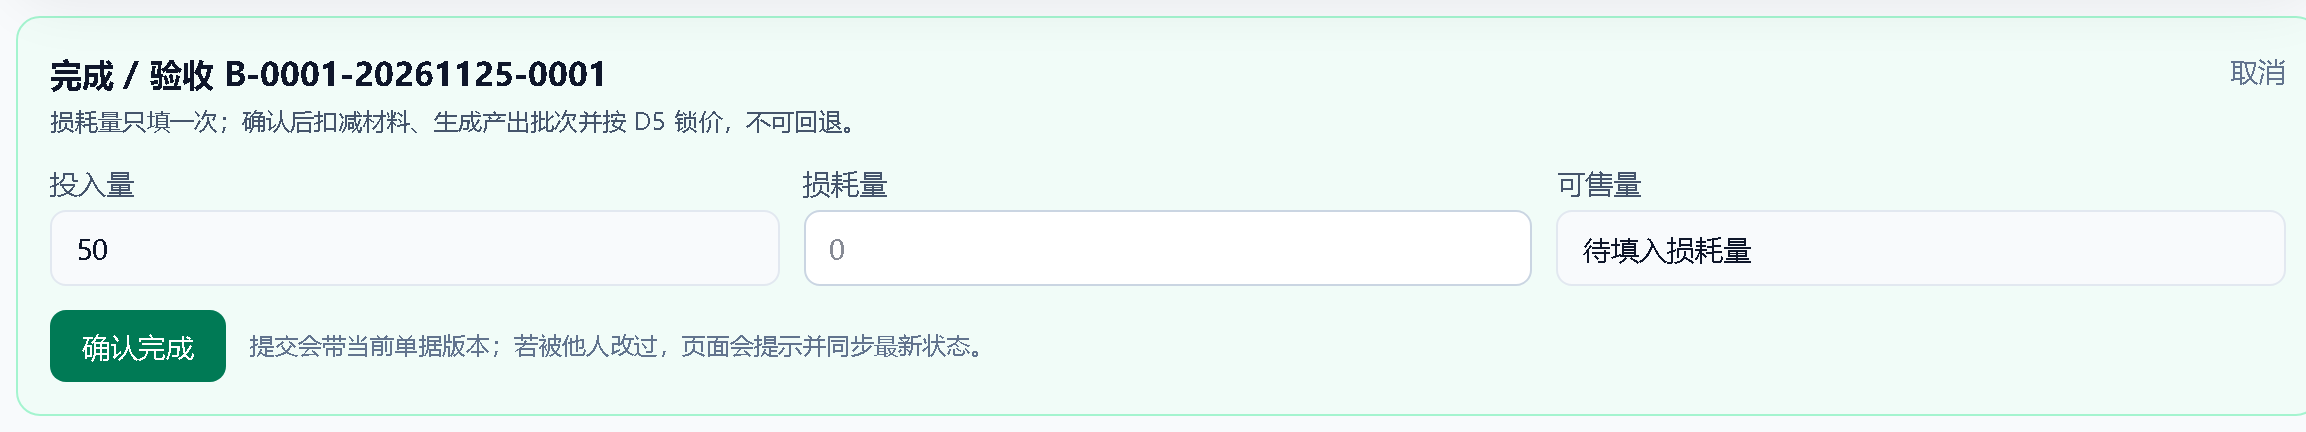 完成 / 验收 B-0001-20261125-0001
取消
损耗量只填一次；确认后扣减材料、生成产出批次并按 D5 锁价，不可回退。
投入量
损耗量
可售量
50
0
待填入损耗量
确认完成
提交会带当前单据版本；若被他人改过，页面会提示并同步最新状态。